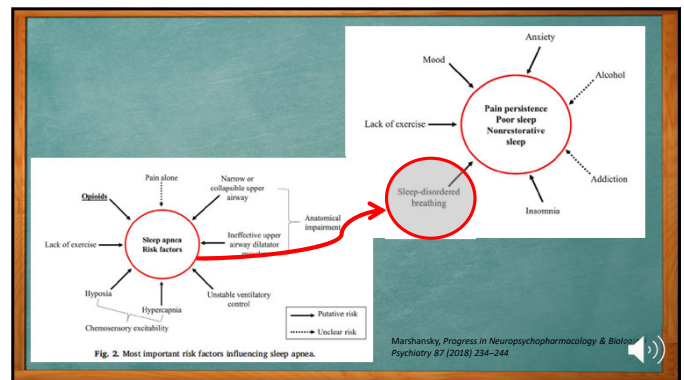 Anxiety
Mood
Alcohol
Pain persistence
Poor sleep
Nonrestorative
sleep
Lack of exercise
Sleep-disordered
breathing
Addiction
Insomnia
Pain alone
Narrow or
collapsible upper
airway
Opioids
Anatomical
impairment
Sleep apnea
Risk factors
Lack of exercise
Ineffective upper
airway dilatator
Hypoxia
Hypercapnia
Unstable ventilatory
control
Chemosensory excitability
Putative risk
Unclear risk
Fig. 2. Most important risk factors influencing sleep apnea.
Marshansky, Progress in Neuropsychopharmacology &
Psychiatry 87 (2018) 234–244